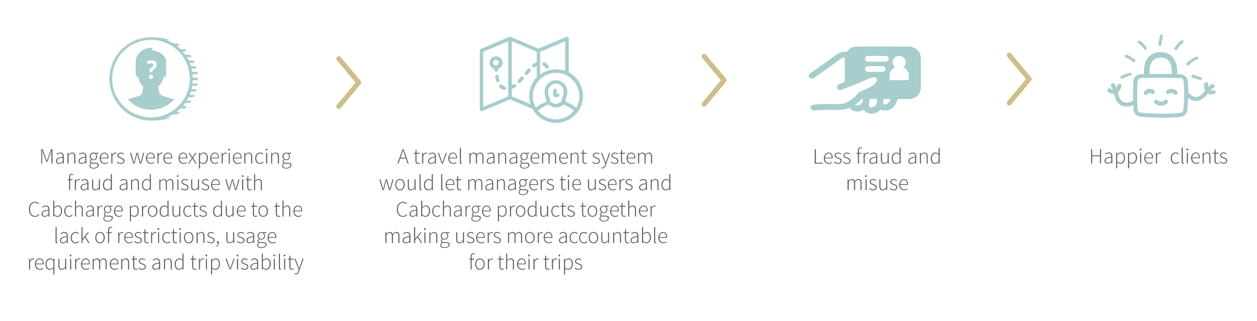 ?
Managers were experiencing
fraud and misuse with
Cabcharge products due to the
lack of restrictions, usage
requirements and trip visability
A travel management system
would let managers tie users and
Cabcharge products together
making users more accountable
for their trips
Less fraud and
misuse
Happier clients